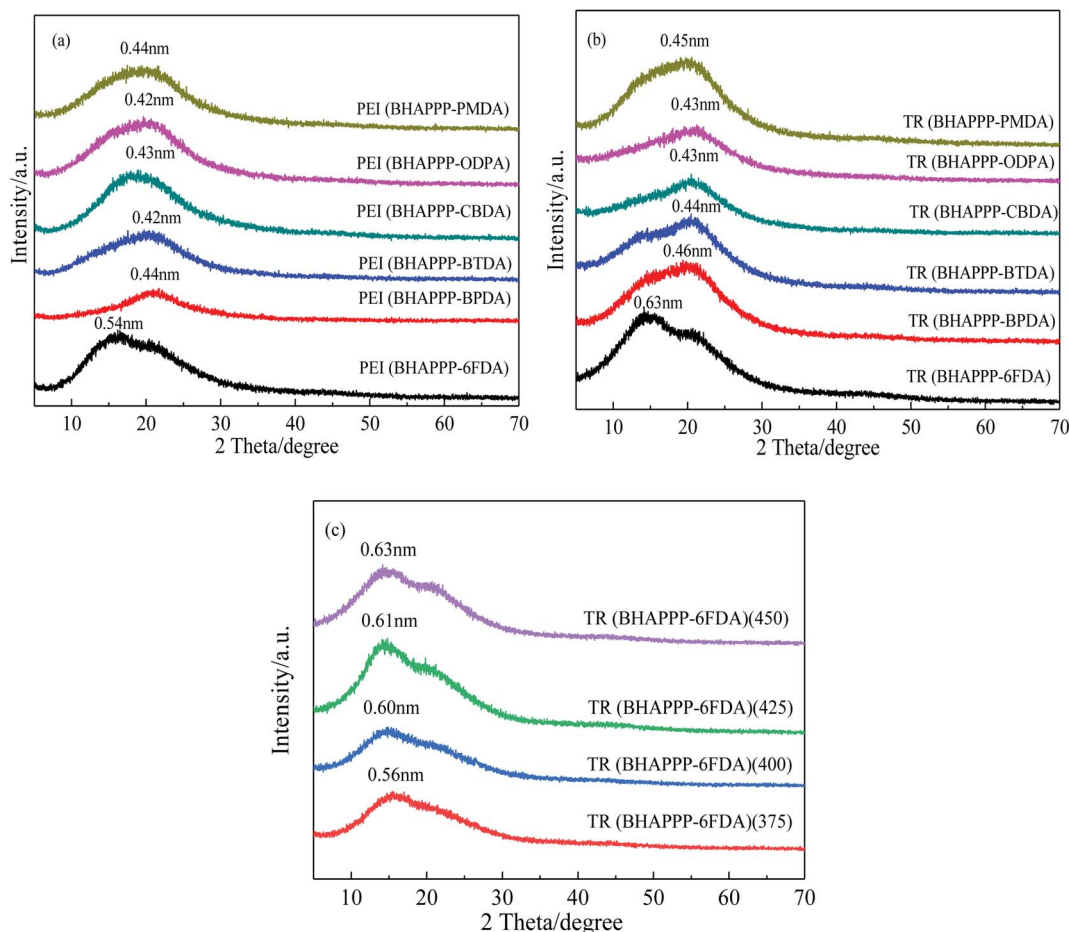 (a)
0.44nm
PEI (BHAPPP-PMDA)
0.42nm
PEI (BHAPPP-ODPA)
0.43nm
PEI (BHAPPP-CBDA)
0.42nm
PEI (BHAPPP-BTDA)
0.44nm
PEI (BHAPPP-BPDA)
0.54nm
PEI (BHAPPP-6FDA)
Intensity/a.u.
10 20 30 40 50 60 70
2 Theta/degree
(b)
0.45nm
TR (BHAPPP-PMDA)
0.43nm
TR (BHAPPP-ODPA)
0.43nm
TR (BHAPPP-CBDA)
0.44nm
TR (BHAPPP-BTDA)
0.46nm
TR (BHAPPP-BPDA)
0.63nm
TR (BHAPPP-6FDA)
Intensity/a.u.
10 20 30 40 50 60 70
2 Theta/degree
(c)
0.63nm
TR (BHAPPP-6FDA)(450)
0.61nm
TR (BHAPPP-6FDA)(425)
0.60nm
TR (BHAPPP-6FDA)(400)
0.56nm
TR (BHAPPP-6FDA)(375)
Intensity/a.u.
10 20 30 40 50 60 70
2 Theta/degree